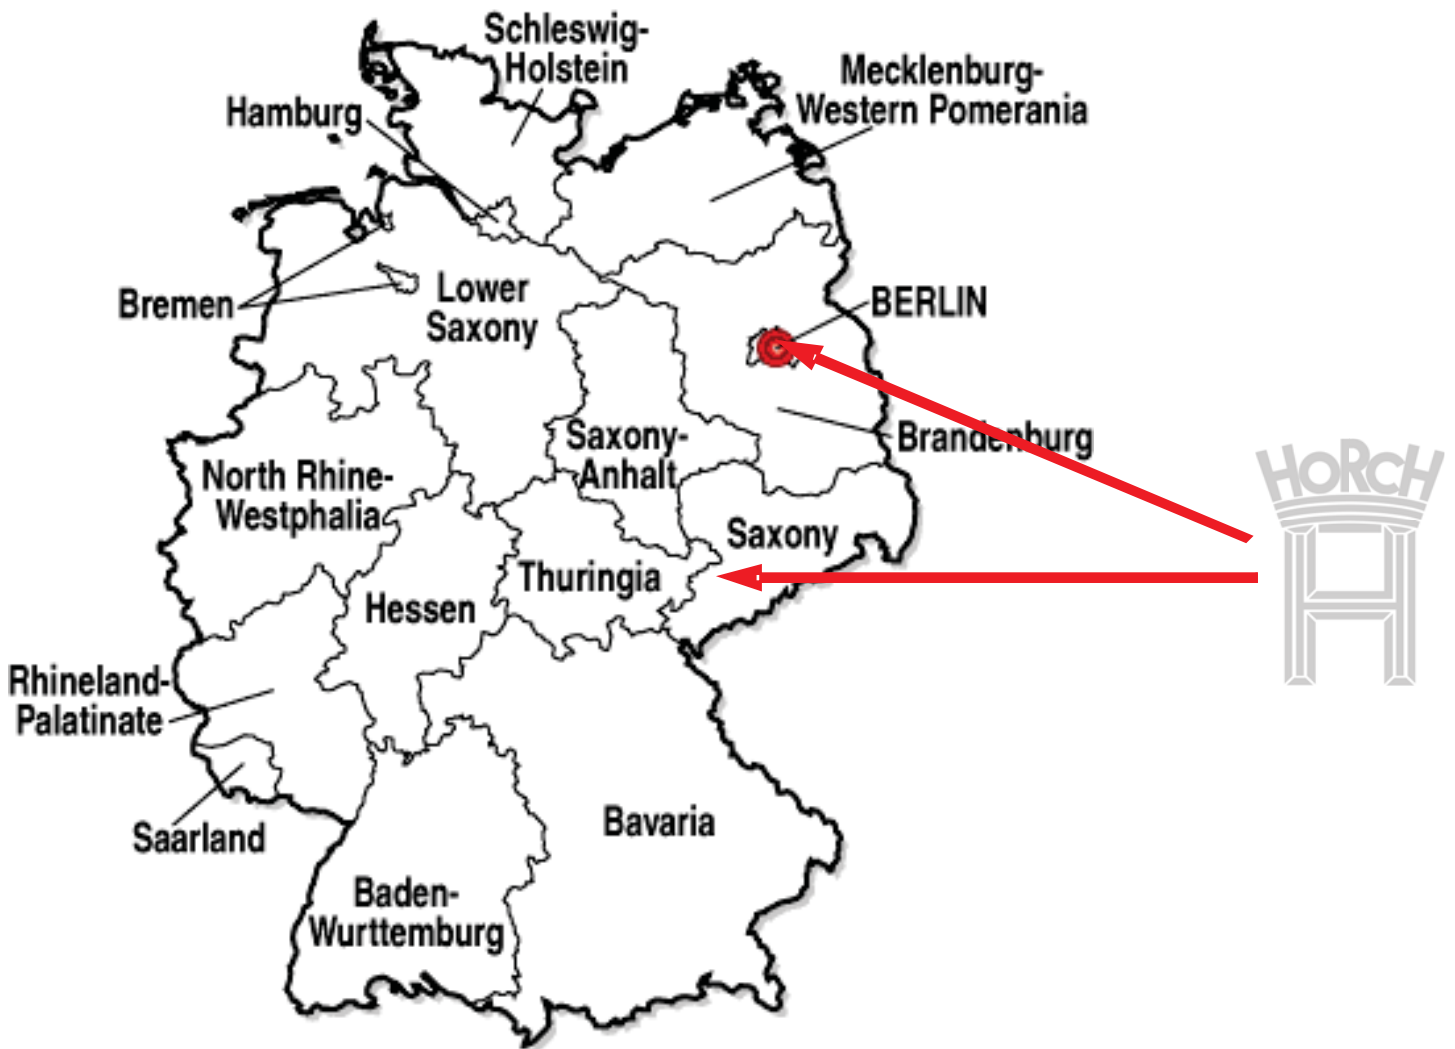 Schleswig-
Holstein
Mecklenburg-
Western Pomerania
Hamburg
Bremen
Lower
Saxony
BERLIN
Brandenburg
Saxony-
Anhalt
North Rhine-
Westphalia
HORCH
Saxony
Thuringia
Hessen
Rhineland-
Palatinate
Saarland
Bavaria
Baden-
Wurttemburg